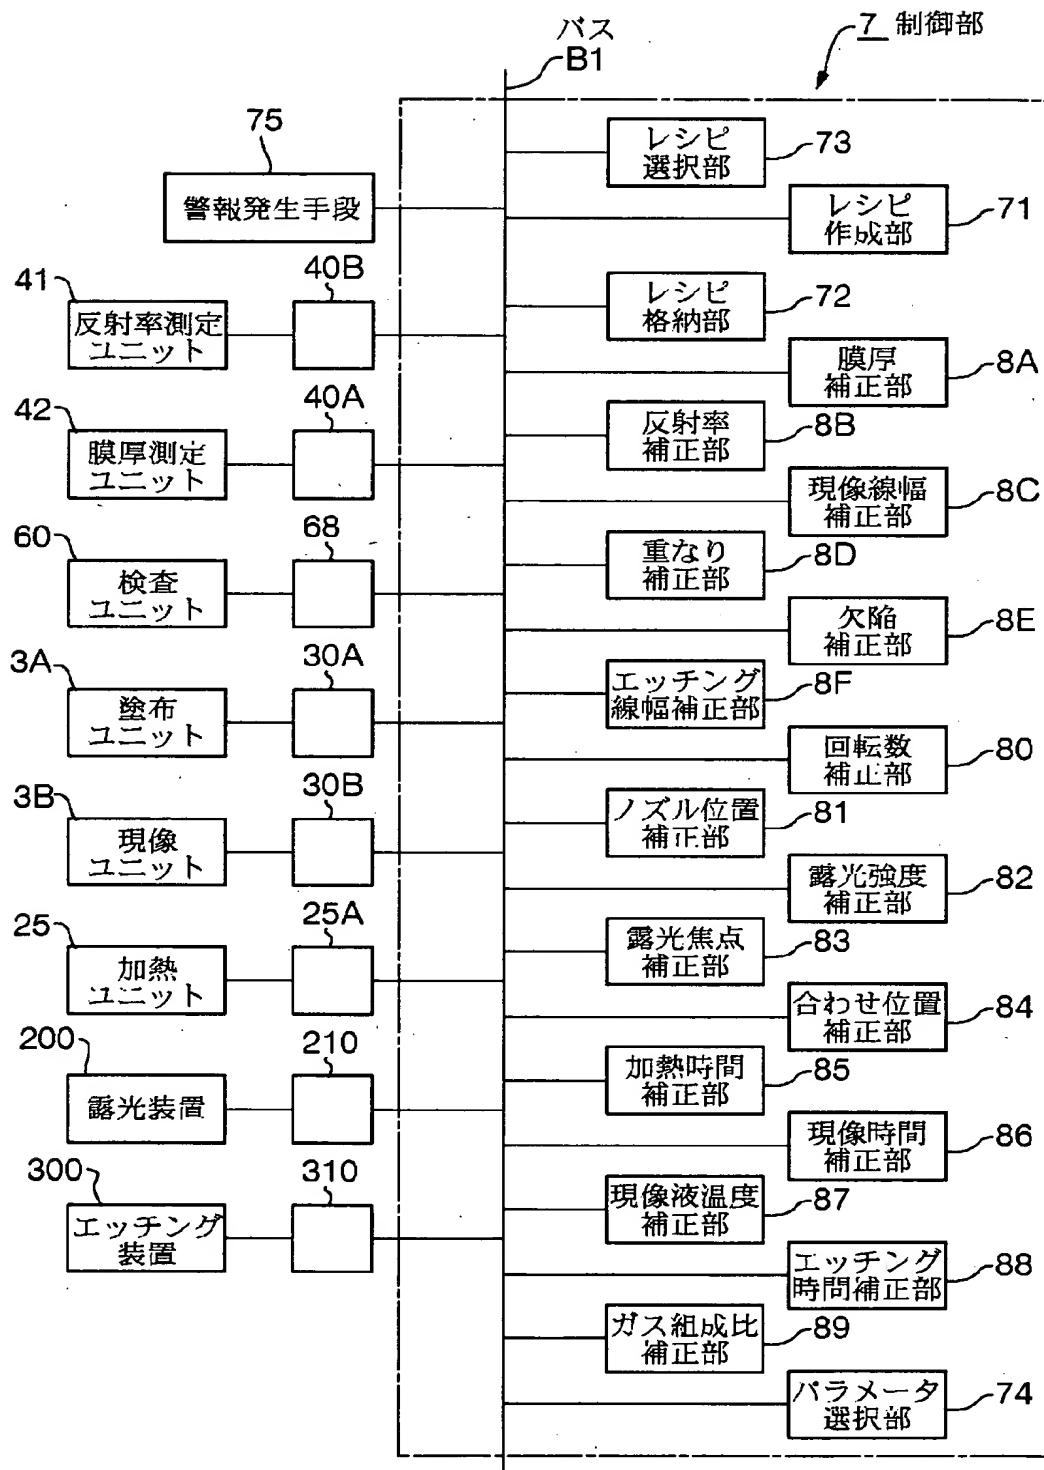 バス
B1
7 制御部
75
警報発生手段
レシピ
選択部
73
レシピ
作成部
71
41
反射率測定
ユニット
40B
レシピ
格納部
72
膜厚
補正部
8A
42
膜厚測定
ユニット
40A
反射率
補正部
8B
現像線幅
補正部
8C
60
検査
ユニット
68
重なり
補正部
8D
欠陥
補正部
8E
3A
塗布
ユニット
30A
エッチング
線幅補正部
8F
回転数
補正部
80
3B
現像
ユニット
30B
ノズル位置
補正部
81
露光強度
補正部
82
25
加熱
ユニット
25A
露光焦点
補正部
83
合わせ位置
補正部
84
200
露光装置
210
加熱時間
補正部
85
現像時間
補正部
86
300
エッチング
装置
310
現像液温度
補正部
87
エッチング
時間補正部
88
ガス組成比
補正部
89
パラメータ
選択部
74